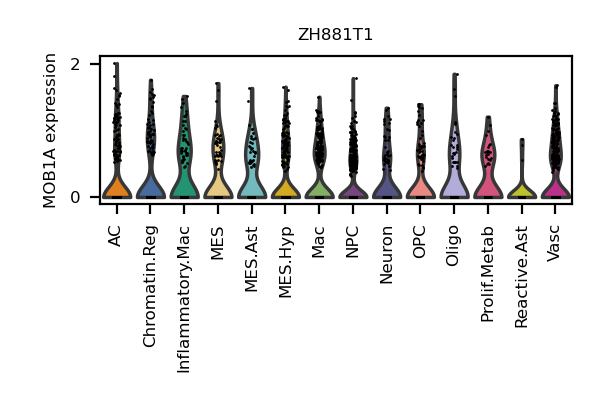 ZH881T1
MOB1A expression
2
0
AC
Chromatin.Reg
Inflammatory.Mac
MES
MES.Ast
MES.Hyp
Mac
NPC
Neuron
OPC
Oligo
Prolif.Metab
Reactive.Ast
Vasc